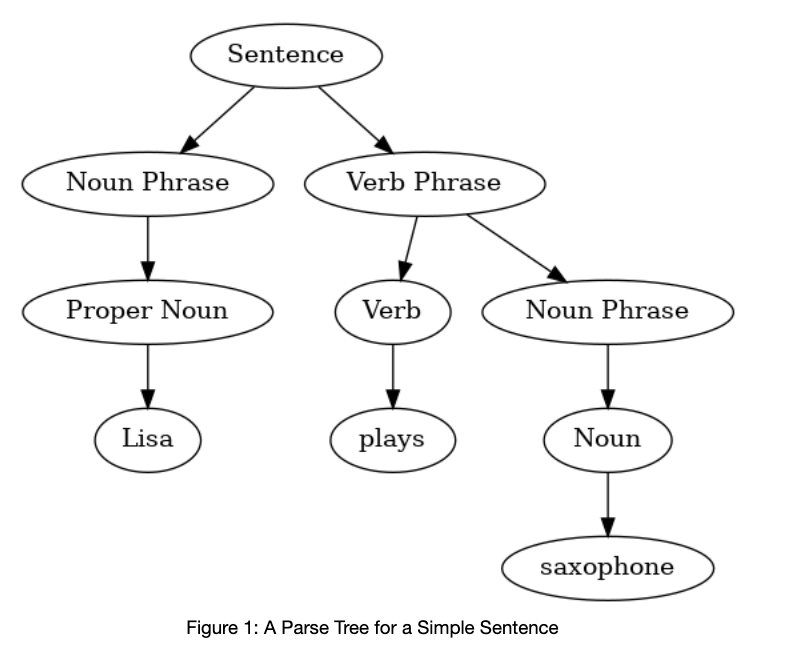 Sentence
Noun Phrase
Verb Phrase
Proper Noun
Verb
Noun Phrase
Lisa
plays
Noun
saxophone
Figure 1: A Parse Tree for a Simple Sentence